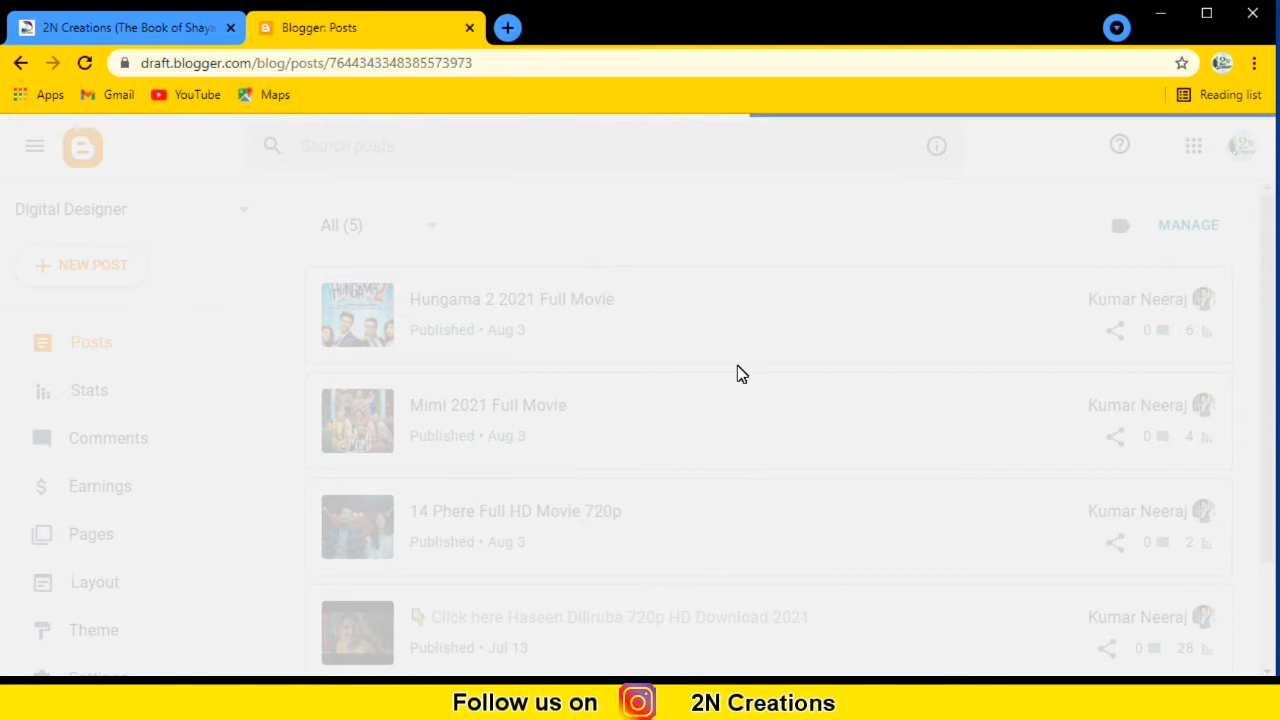 2N Creations (The Book of Shaya
Blogger: Posts
draft.blogger.com/blog/posts/7644343348385573973
Apps
Gmail
YouTube
Maps
Reading list
Search posts
Digital Designer
All (5)
MANAGE
NEW POST
Hungama 2 2021 Full Movie
Kumar Neeraj
Published • Aug 3
0
6
Posts
Stats
Mimi 2021 Full Movie
Kumar Neeraj
Published • Aug 3
0
4
Comments
Earnings
14 Phere Full HD Movie 720p
Kumar Neeraj
Published • Aug 3
0
2
Pages
Layout
Click here Haseen Dillruba 720p HD Download 2021
Kumar Neeraj
Published • Jul 13
0
28
Theme
Settings
Follow us on 2N Creations